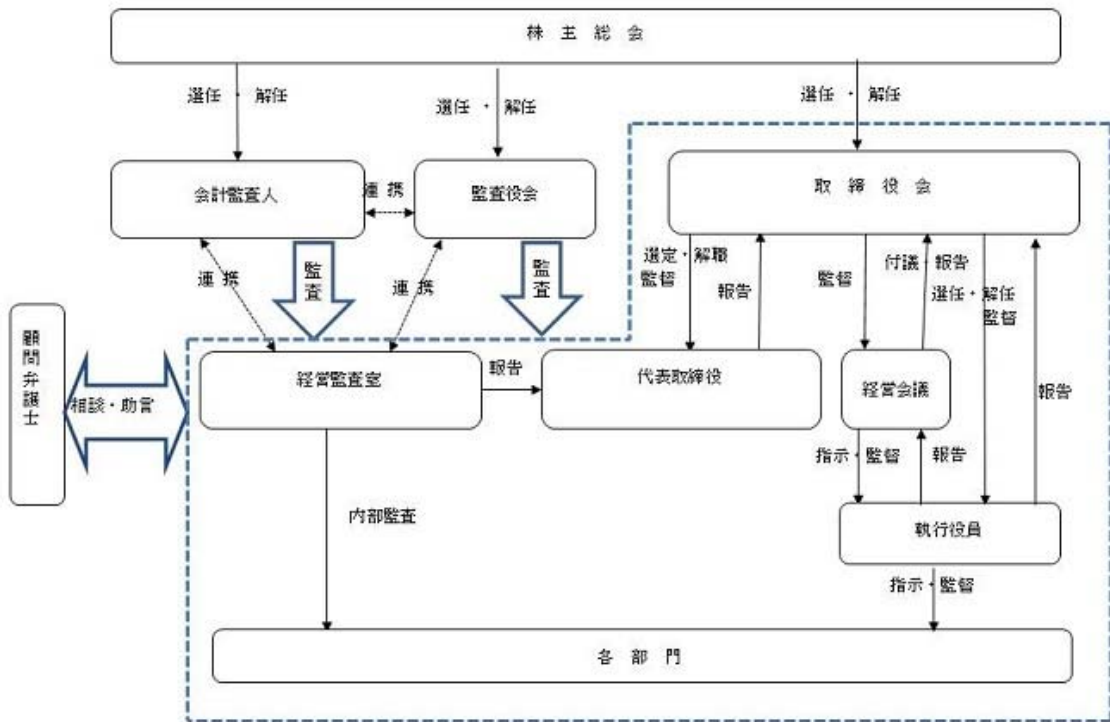 株 主 総 会
選任 ・ 解任
選任 ・ 解任
選任 ・ 解任
会計監査人
連 携
監査役会
取 締 役 会
連 携
監査
連 携
監査
選定・解職
監督
報告
監督
付議・報告
選任・解任
監督
報告
顧問弁護士
相談・助言
経営監査室
報告
代表取締役
経営会議
指示・監督
報告
内部監査
執行役員
指示・監督
各 部 門